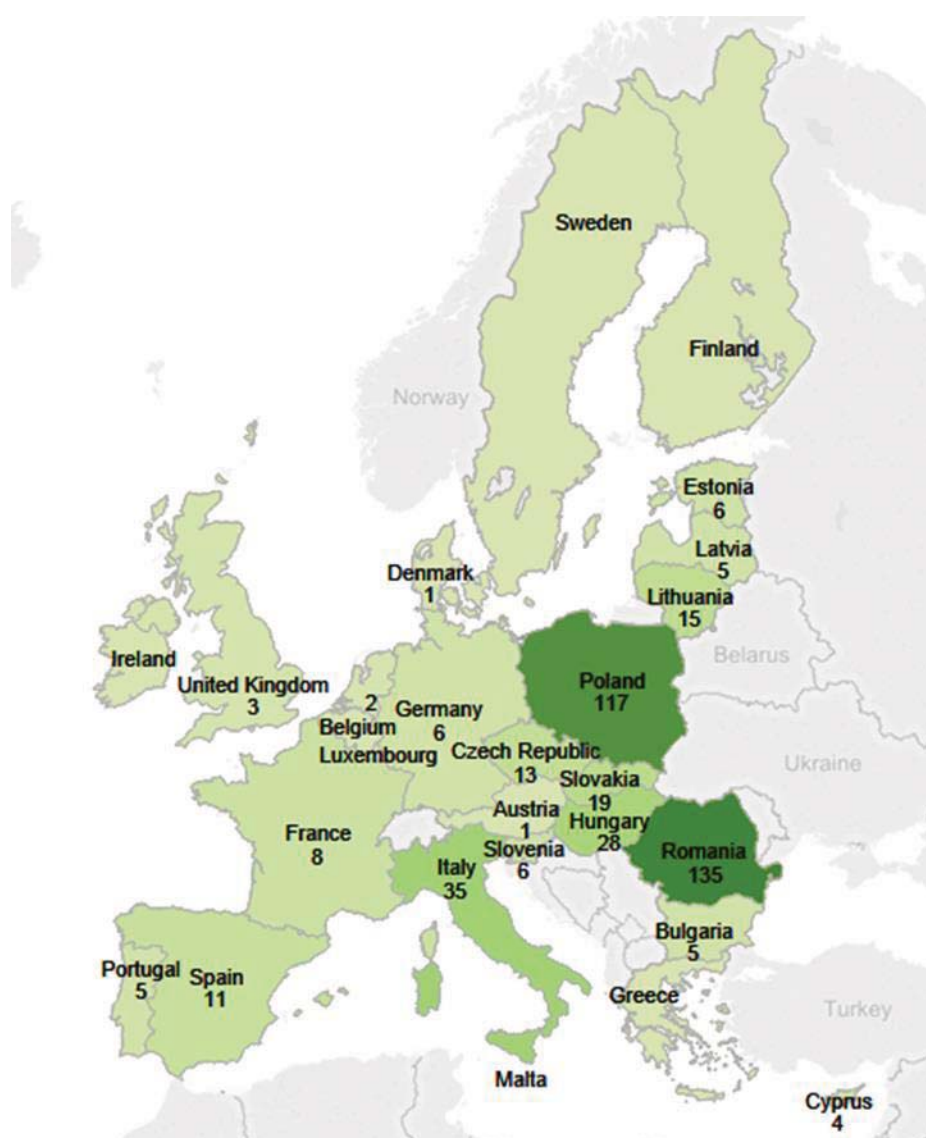 Sweden
Finland
Norway
Estonia
6
Latvia
5
Denmark
1
Lithuania
15
Ireland
United Kingdom
3
Belarus
Poland
117
2
Belgium
Germany
6
Luxembourg
Czech Republic
13
Ukraine
Slovakia
19
Austria
1
Hungary
28
France
8
Slovenia
6
Italy
35
Romania
135
Bulgaria
5
Portugal
5
Spain
11
Greece
Turkey
Malta
Cyprus
4